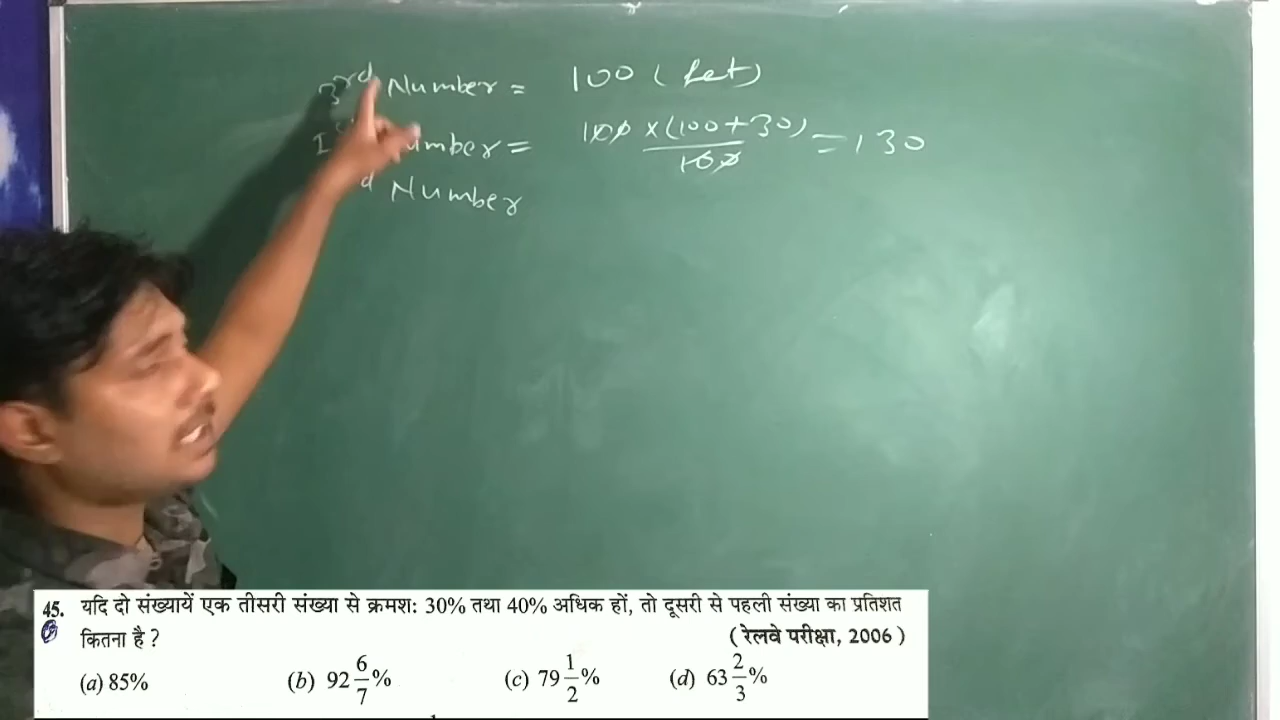 3rd Number = 100 (let)
I Number = 100 × (100+30) = 130
100
d Number
45. यदि दो संख्यायें एक तीसरी संख्या से क्रमश: 30% तथा 40% अधिक हों, तो दूसरी से पहली संख्या का प्रतिशत
कितना है ? (रेलवे परीक्षा, 2006)
(a) 85% (b) 92 6/7% (c) 79 1/2% (d) 63 2/3%